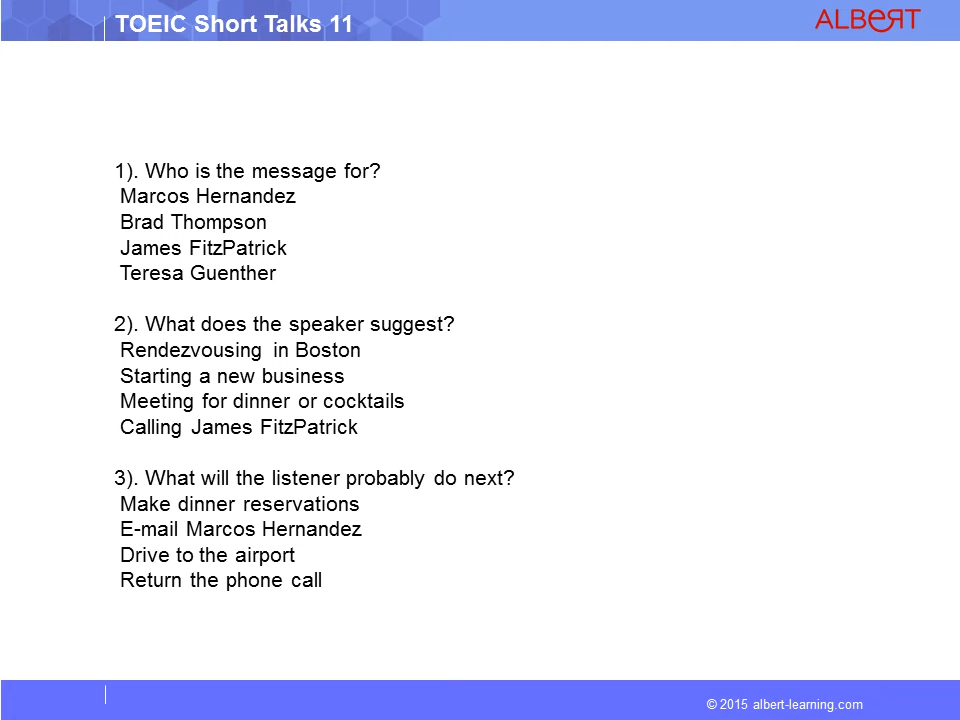 TOEIC Short Talks 11
ALBERT
1). Who is the message for?
Marcos Hernandez
Brad Thompson
James FitzPatrick
Teresa Guenther
2). What does the speaker suggest?
Rendezvousing in Boston
Starting a new business
Meeting for dinner or cocktails
Calling James FitzPatrick
3). What will the listener probably do next?
Make dinner reservations
E-mail Marcos Hernandez
Drive to the airport
Return the phone call
© 2015 albert-learning.com